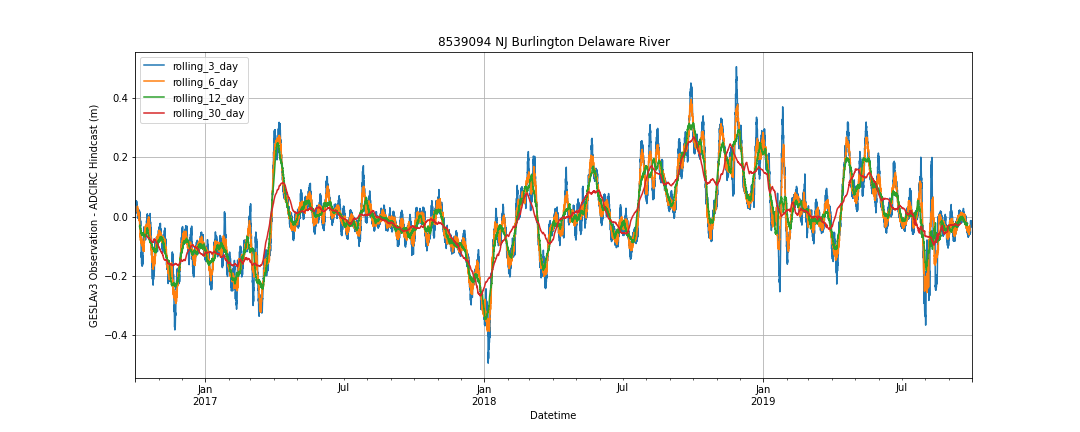 8539094 NJ Burlington Delaware River
rolling_3_day
rolling_6_day
rolling_12_day
rolling_30_day
GESLAv3 Observation - ADCIRC Hindcast (m)
0.4
0.2
0.0
−0.2
−0.4
Jan
2017
Jul
Jan
2018
Jul
Jan
2019
Jul
Datetime